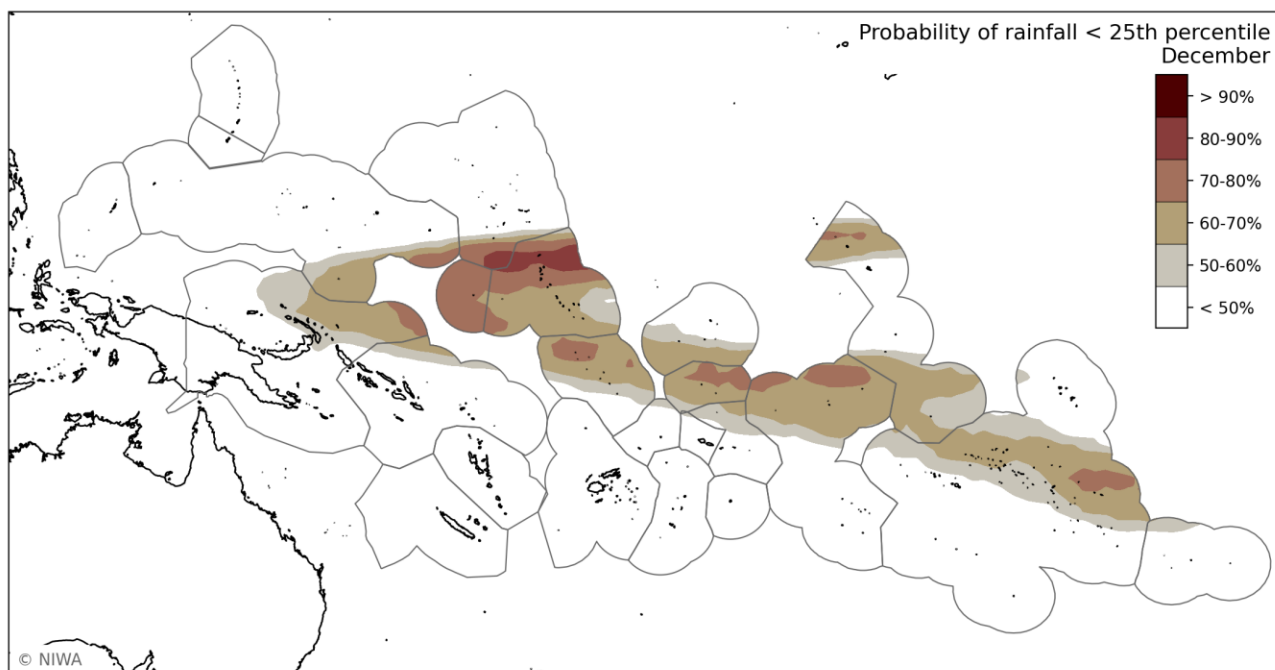 Probability of rainfall < 25th percentile
December
> 90%
80-90%
70-80%
60-70%
50-60%
< 50%
© NIWA